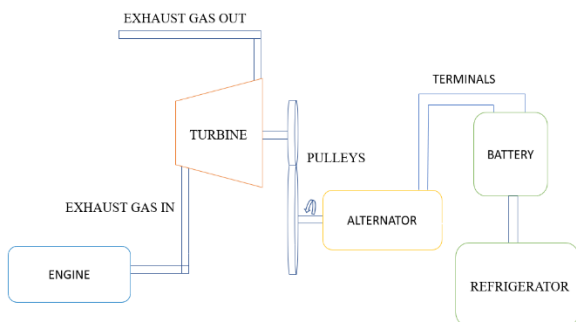 EXHAUST GAS OUT
TERMINALS
TURBINE
BATTERY
PULLEYS
EXHAUST GAS IN
ALTERNATOR
ENGINE
REFRIGERATOR